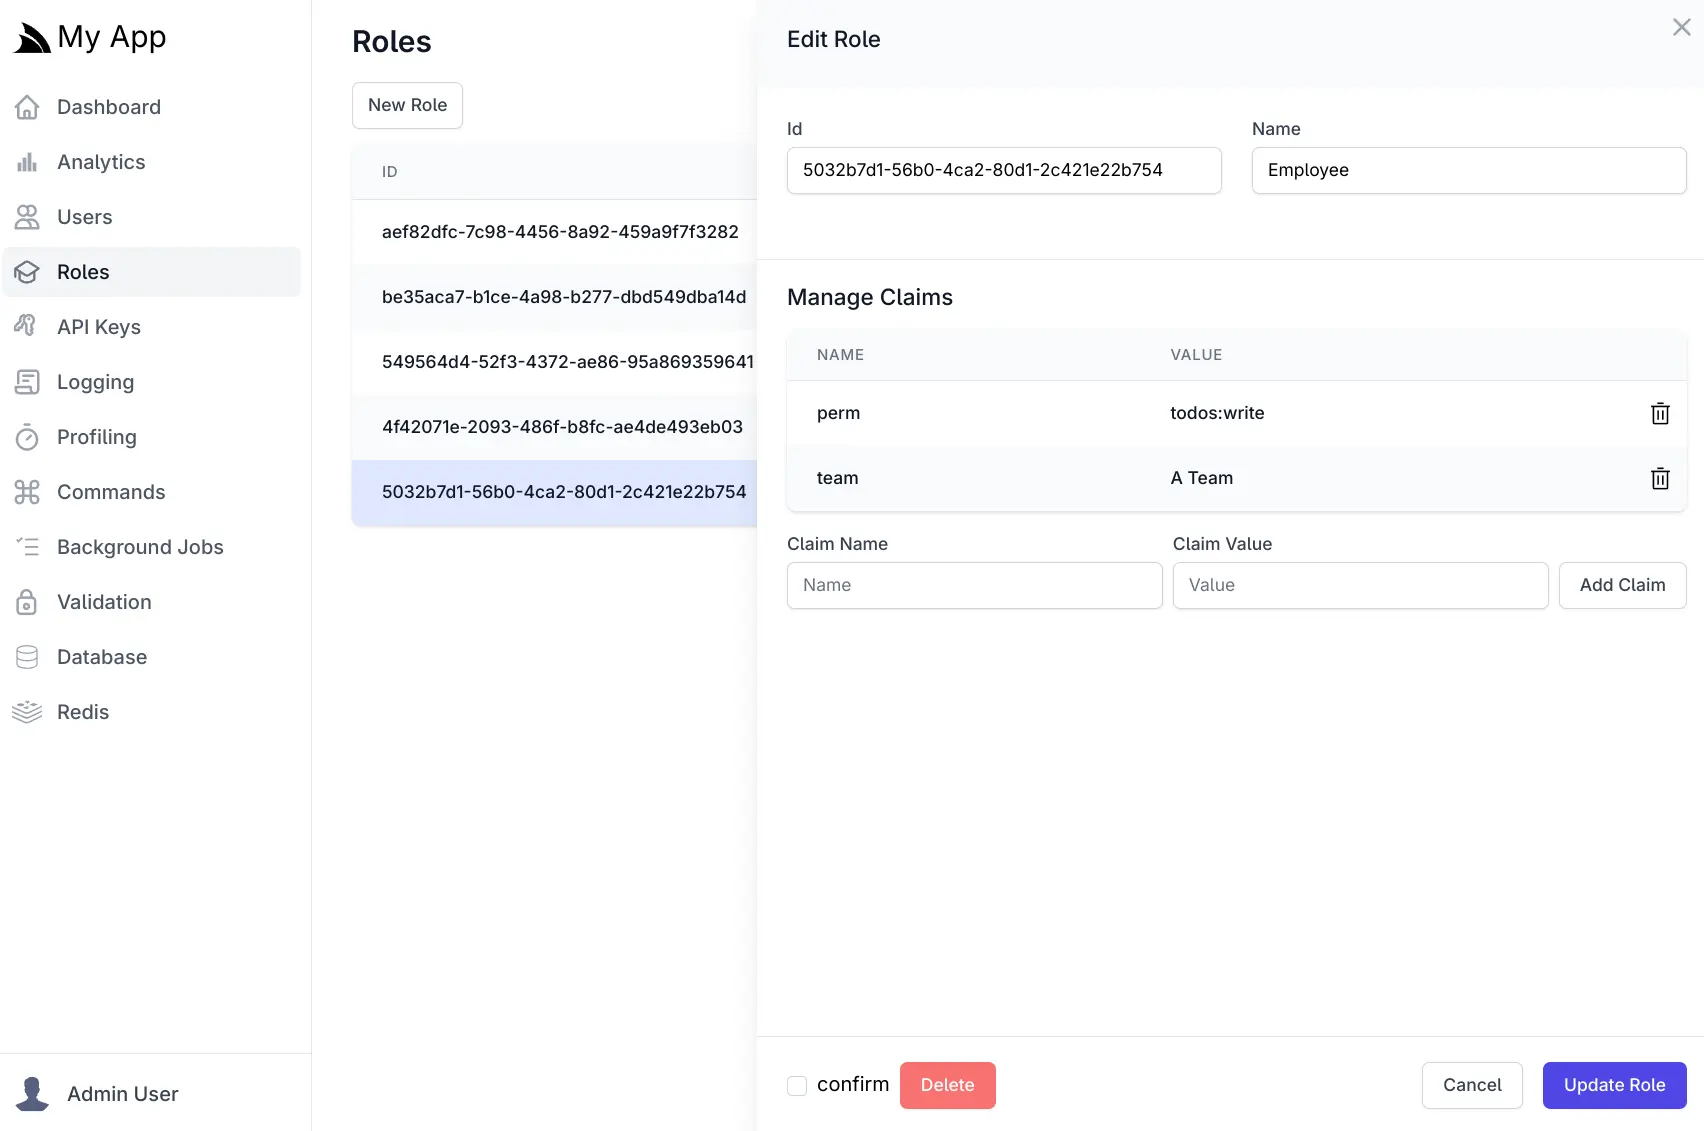 My App
Dashboard
Analytics
Users
Roles
API Keys
Logging
Profiling
Commands
Background Jobs
Validation
Database
Redis
Admin User
Roles
New Role
ID
aef82dfc-7c98-4456-8a92-459a9f7f3282
be35aca7-b1ce-4a98-b277-dbd549dba14d
549564d4-52f3-4372-ae86-95a869359641
4f42071e-2093-486f-b8fc-ae4de493eb03
5032b7d1-56b0-4ca2-80d1-2c421e22b754
Edit Role
Id Name
5032b7d1-56b0-4ca2-80d1-2c421e22b754 Employee
Manage Claims
NAME VALUE
perm todos:write
team A Team
Claim Name Claim Value
Name Value Add Claim
confirm Delete Cancel Update Role